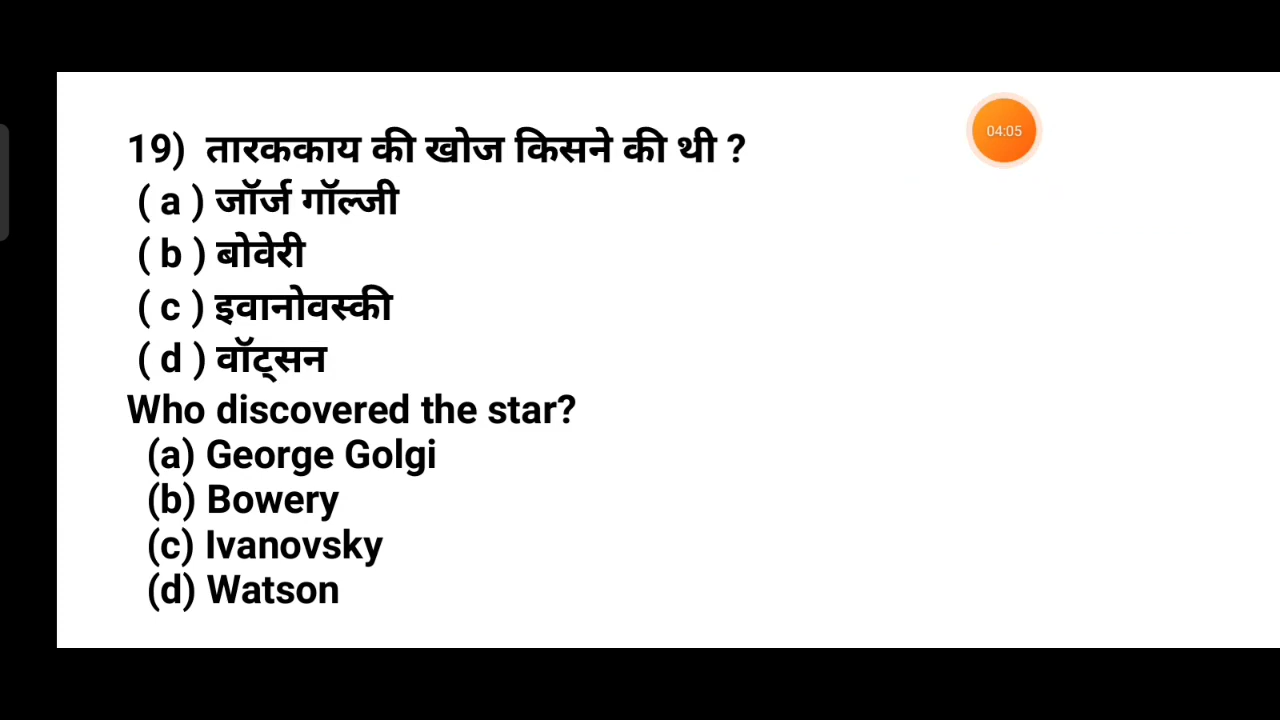 19) तारककाय की खोज किसने की थी ?
04:05
( a ) जॉर्ज गॉल्जी
( b ) बोवेरी
( c ) इवानोवस्की
( d ) वॉट्सन
Who discovered the star?
(a) George Golgi
(b) Bowery
(c) Ivanovsky
(d) Watson